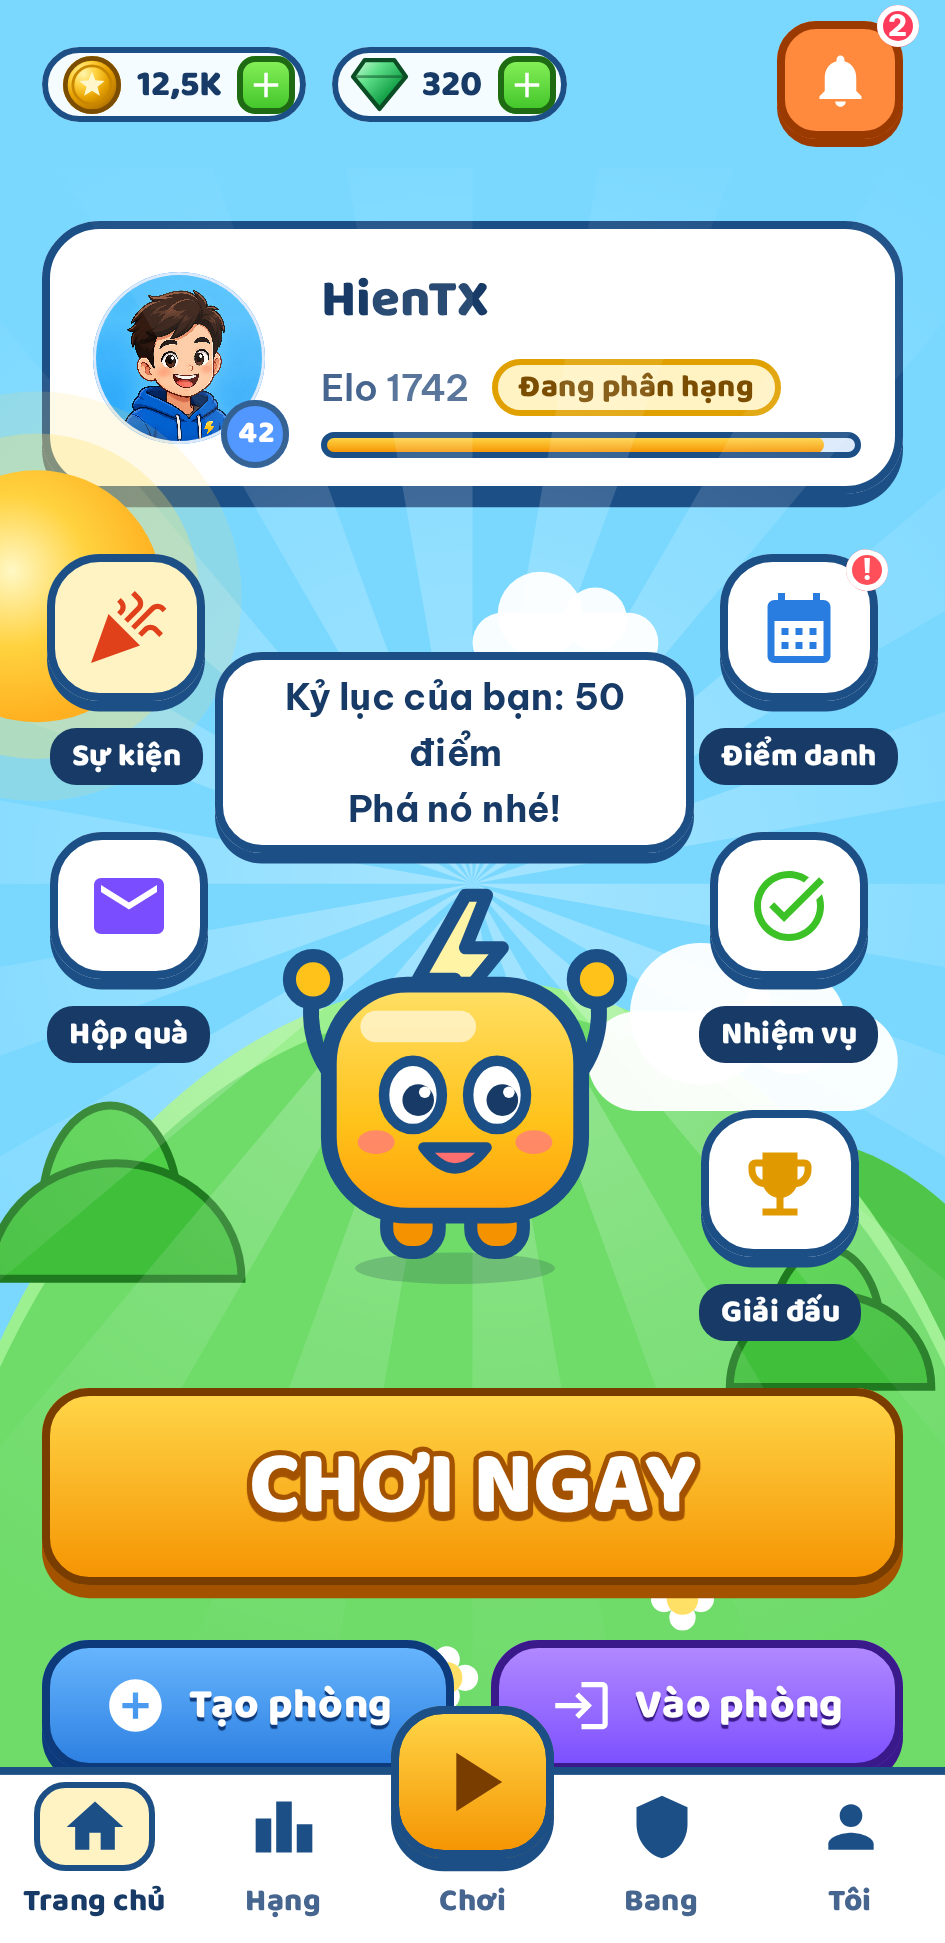 12,5K
320
2
HienTX
Elo 1742
Đang phân hạng
42
Sự kiện
!
Điểm danh
Kỷ lục của bạn: 50
điểm
Phá nó nhé!
Hộp quà
Nhiệm vụ
Giải đấu
CHƠI NGAY
Tạo phòng
Vào phòng
Trang chủ
Hạng
Chơi
Bang
Tôi